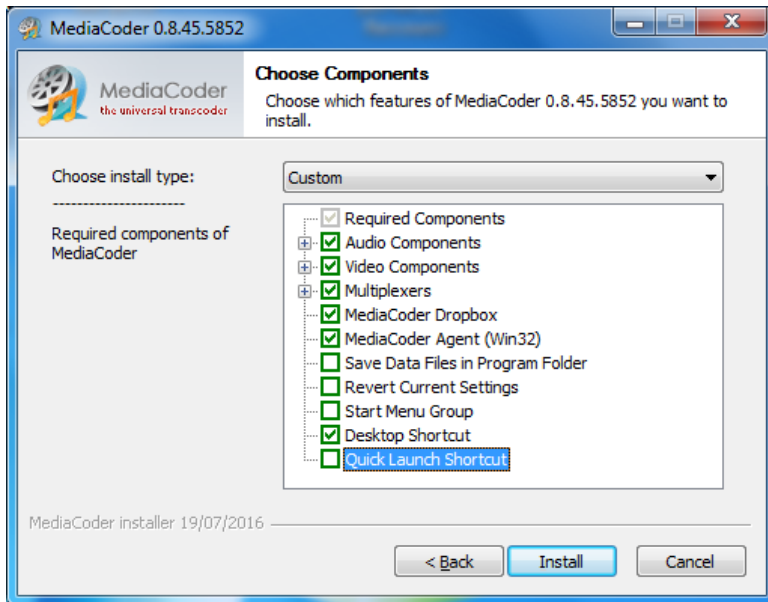 MediaCoder 0.8.45.5852
MediaCoder
the universal transcoder
Choose Components
Choose which features of MediaCoder 0.8.45.5852 you want to
install.
Choose install type:
Custom
----------------------
Required components of
MediaCoder
Required Components
Audio Components
Video Components
Multiplexers
MediaCoder Dropbox
MediaCoder Agent (Win32)
Save Data Files in Program Folder
Revert Current Settings
Start Menu Group
Desktop Shortcut
Quick Launch Shortcut
MediaCoder installer 19/07/2016
< Back
Install
Cancel